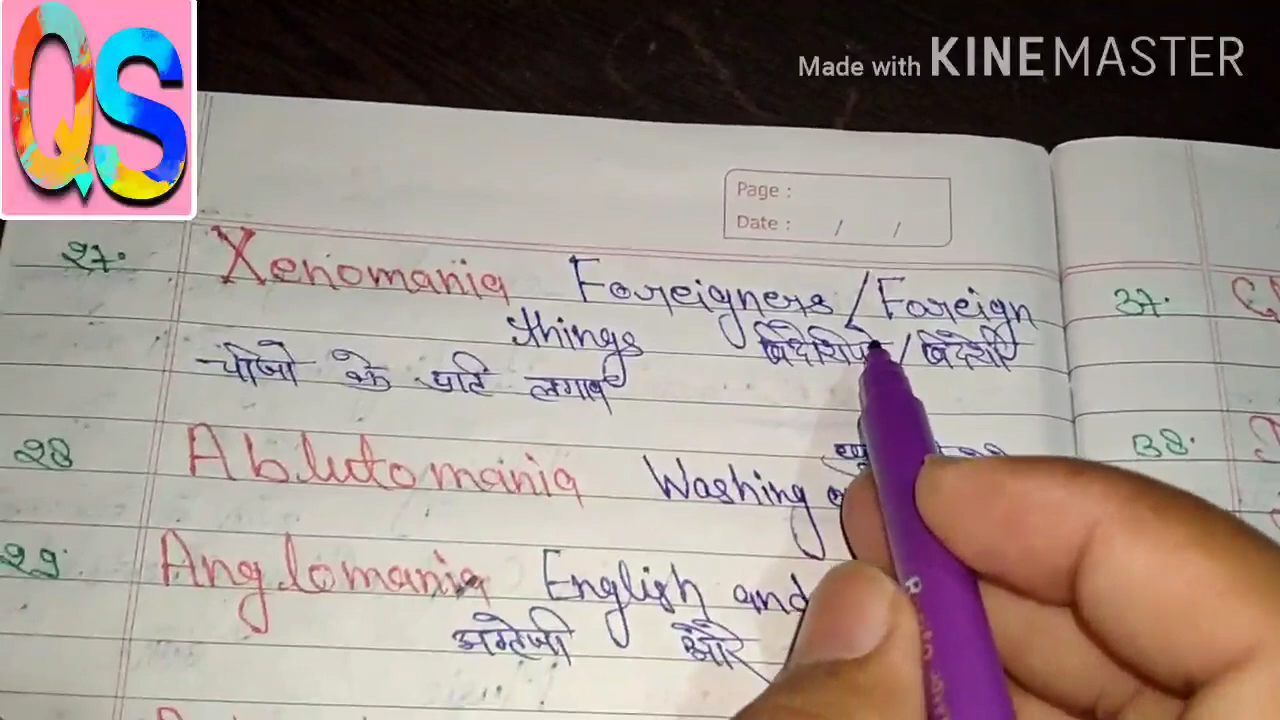 QS
Made with KINEMASTER
Page :
Date : / /
27. Xenomania Foreigners / Foreign
things विदेशियों / विदेशी
चीजो के प्रति लगाव
37.
28 Ablutomania Washing
38.
29. Anglomania English and
अंग्रेजी और